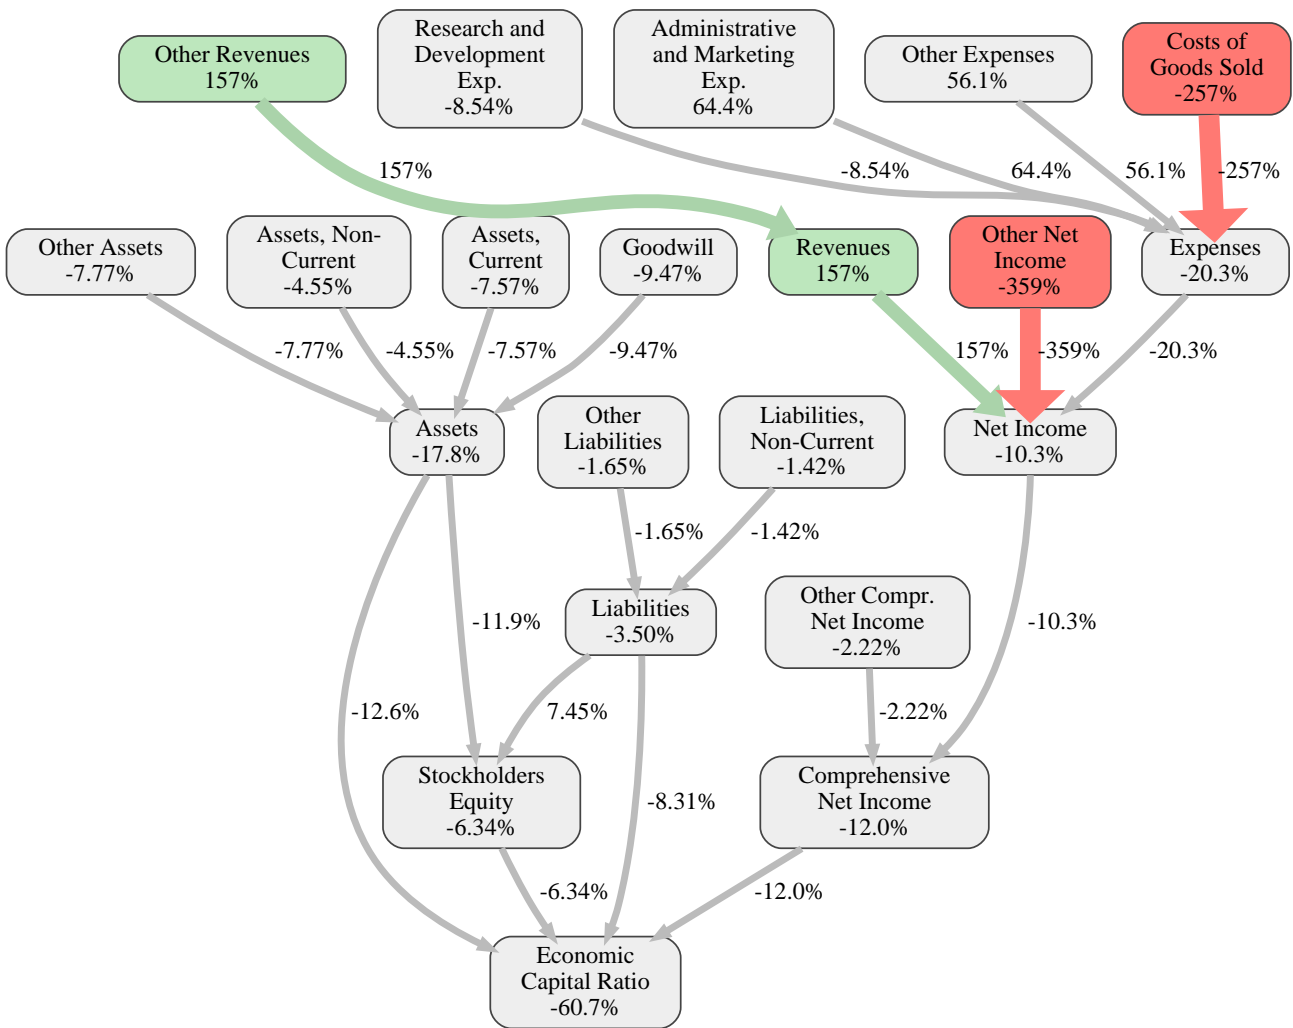 Other Revenues
157%
Research and
Development
Exp.
-8.54%
Administrative
and Marketing
Exp.
64.4%
Other Expenses
56.1%
Costs of
Goods Sold
-257%
157%
-8.54%
64.4%
56.1%
-257%
Other Assets
-7.77%
Assets, Non-
Current
-4.55%
Assets,
Current
-7.57%
Goodwill
-9.47%
Revenues
157%
Other Net
Income
-359%
Expenses
-20.3%
-7.77%
-4.55%
-7.57%
-9.47%
157%
-359%
-20.3%
Assets
-17.8%
Other
Liabilities
-1.65%
Liabilities,
Non-Current
-1.42%
Net Income
-10.3%
-1.65%
-1.42%
Liabilities
-3.50%
Other Compr.
Net Income
-2.22%
-11.9%
-10.3%
-12.6%
7.45%
-2.22%
Stockholders
Equity
-6.34%
-8.31%
Comprehensive
Net Income
-12.0%
-6.34%
-12.0%
Economic
Capital Ratio
-60.7%